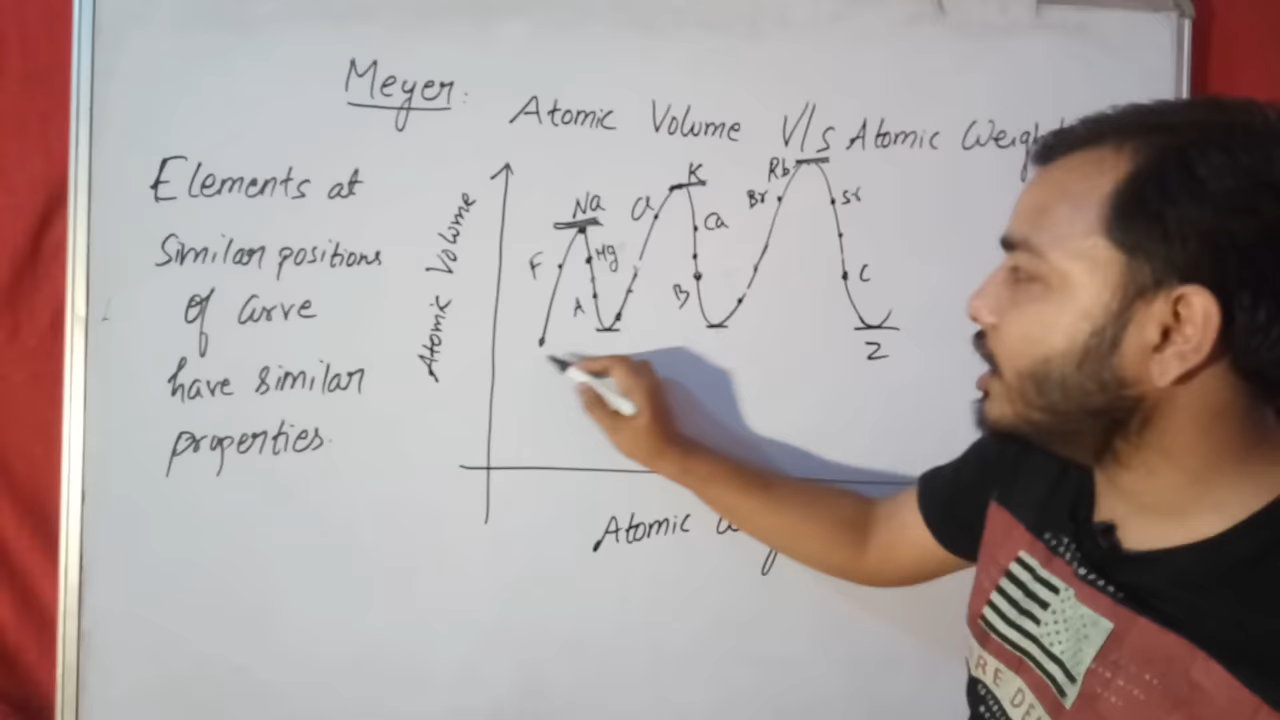 Meyer:
Atomic Volume V/s Atomic Weigh
Elements at
Similar positions
of curve
have similar
properties.
Atomic Volume
F
Na
Mg
A
Cl
K
Ca
B
Br
Rb
Sr
C
Z
Atomic